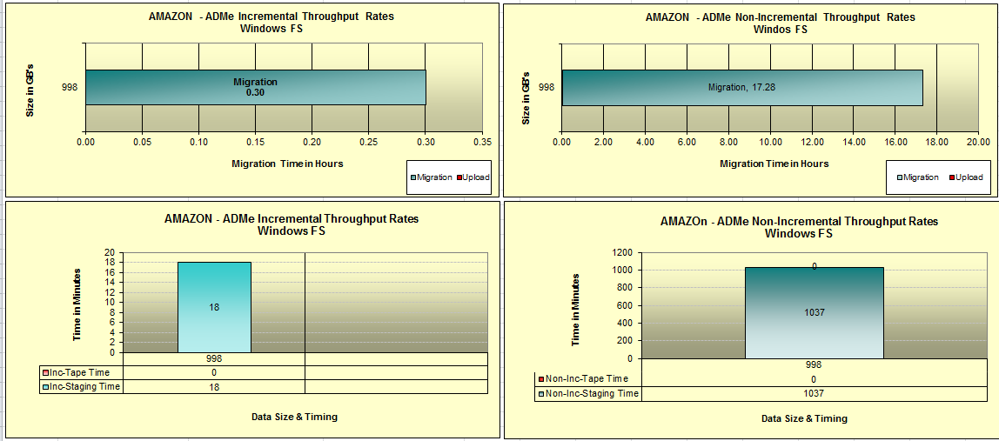 AMAZON - ADMe Incremental Throughput Rates
Windows FS
Size in GB's
998
Migration
0.30
0.00 0.05 0.10 0.15 0.20 0.25 0.30 0.35
Migration Time in Hours
Migration Upload
AMAZON - ADMe Non-Incremental Throughput Rates
Windos FS
Size in GB's
998
Migration, 17.28
0.00 2.00 4.00 6.00 8.00 10.00 12.00 14.00 16.00 18.00 20.00
Migration Time in Hours
Migration Upload
AMAZON - ADMe Incremental Throughput Rates
Windows FS
Time in Minutes
20
18
16
14
12
10
8
6
4
2
0
18
998
Inc-Tape Time 0
Inc-Staging Time 18
Data Size & Timing
AMAZOn - ADMe Non-Incremental Throughput Rates
Windows FS
Time in Minutes
1200
1000
800
600
400
200
0
0
1037
998
Non-Inc-Tape Time 0
Non-Inc-Staging Time 1037
Data Size & Timing